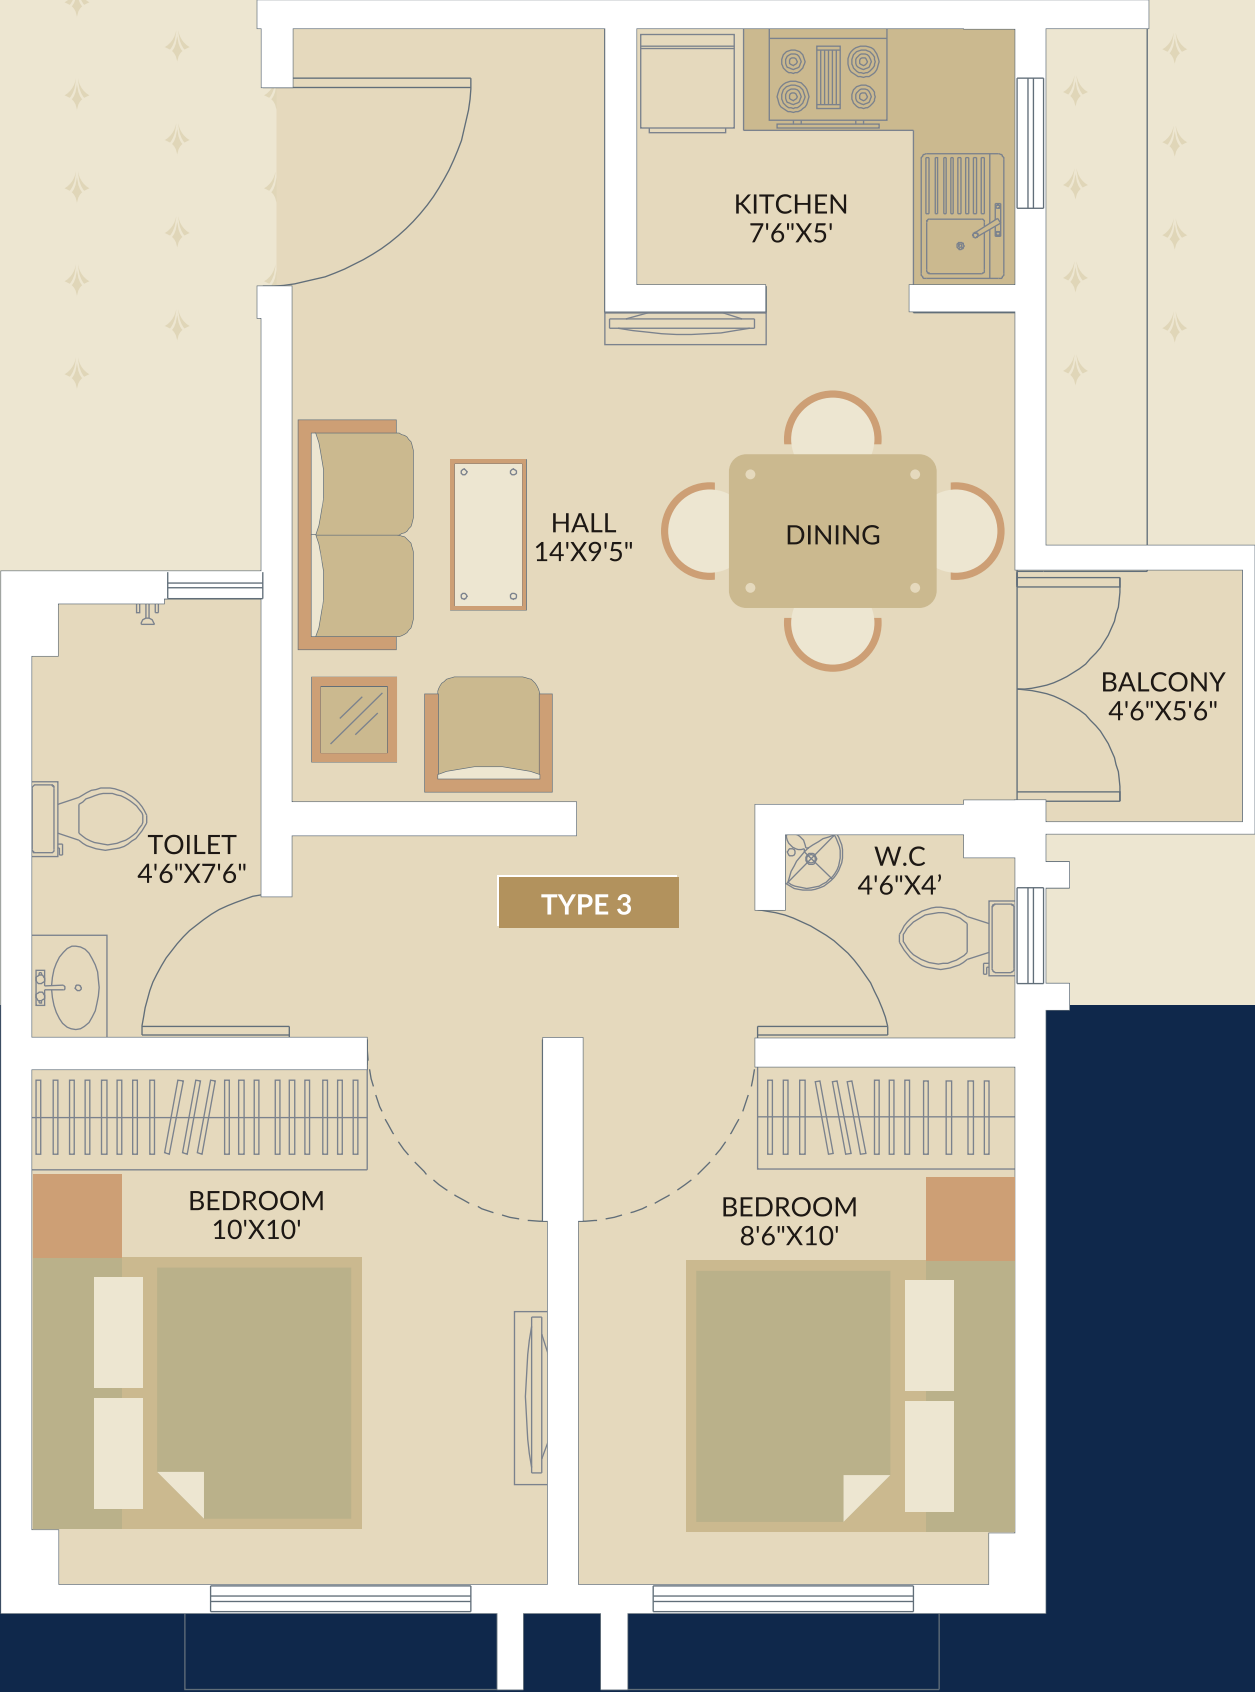 KITCHEN
7'6"X5'
HALL
14'X9'5"
DINING
BALCONY
4'6"X5'6"
TOILET
4'6"X7'6"
W.C
4'6"X4’
TYPE 3
BEDROOM
10'X10'
BEDROOM
8'6"X10'